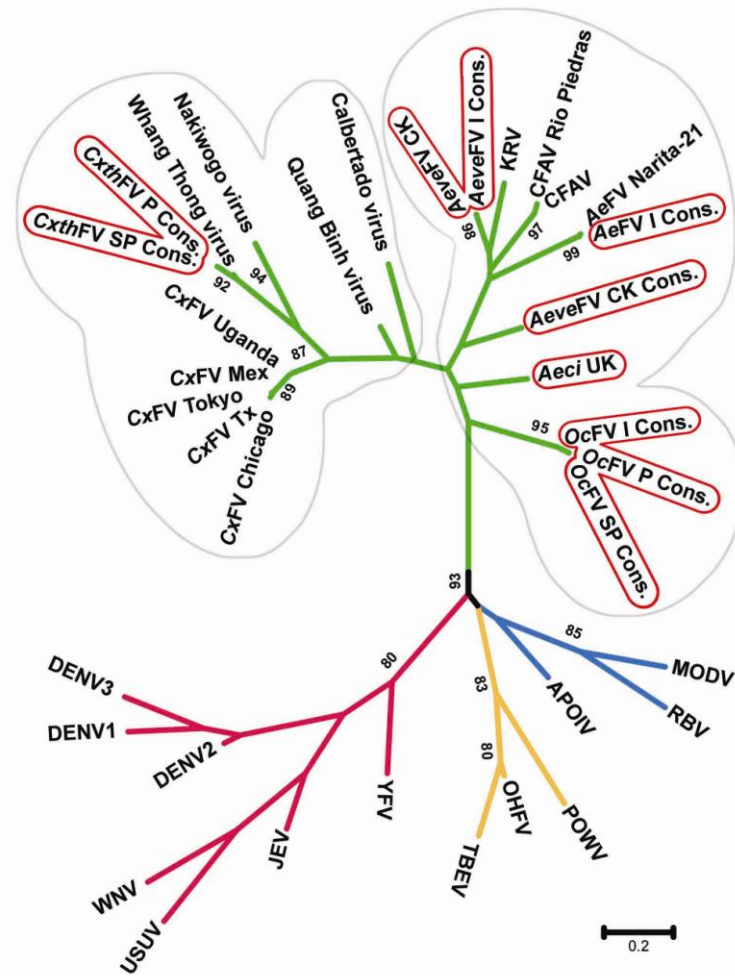 Nakiwogo virus
Whang Thong virus
CxthFV P Cons.
CxthFV SP Cons.
94
92
CxFV Uganda
87
CxFV Mex
89
CxFV Tokyo
CxFV Tx
CxFV Chicago
Quang Binh virus
Calbertado virus
AeveFV CK
AeveFV I Cons.
KRV
CFAV Rio Piedras
CFAV
AeFV Narita-21
AeFV I Cons.
98
97
99
AeveFV CK Cons.
Aeci UK
95
OcFV I Cons.
OcFV P Cons.
OcFV SP Cons.
93
80
85
MODV
RBV
APOIV
83
80
POWV
OHFV
TBEV
YFV
DENV3
DENV1
DENV2
JEV
WNV
USUV
0.2